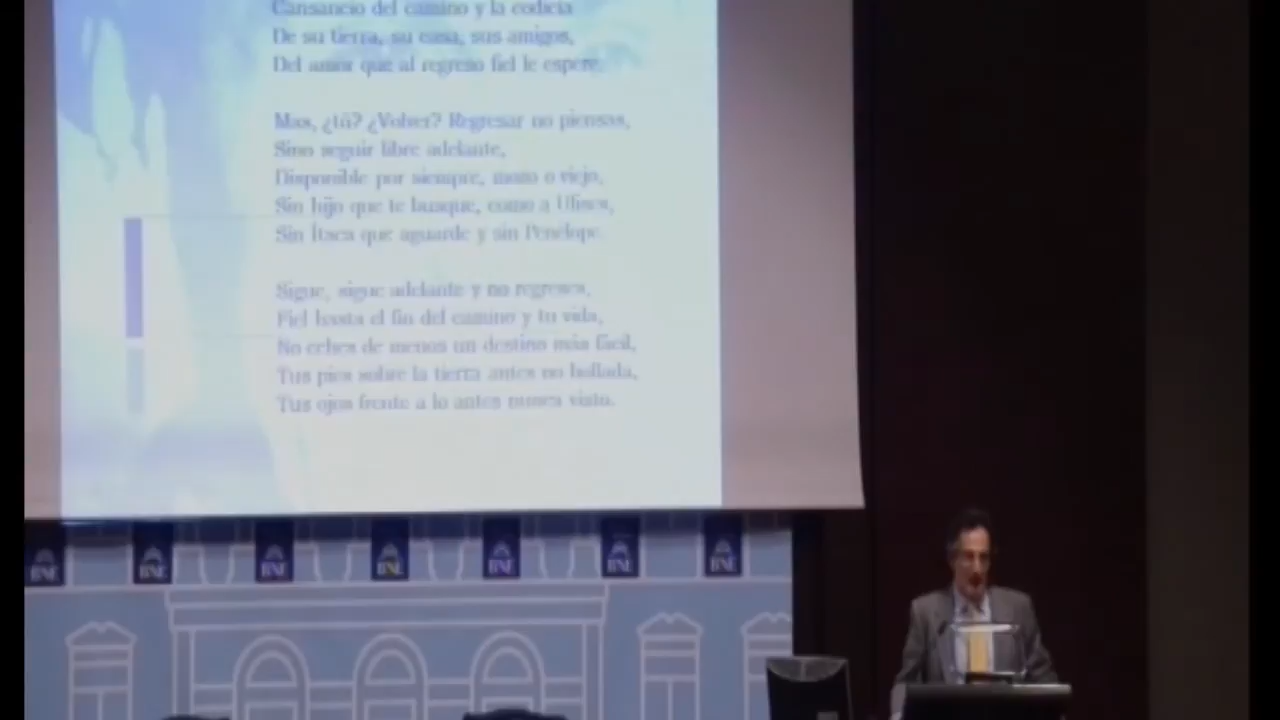 Cansancio del camino y la codicia
De su tierra, su casa, sus amigos,
Del amor que al regreso fiel le espere.
Mas, ¿tú? ¿Volver? Regresar no piensas,
Sino seguir libre adelante,
Disponible por siempre, mozo o viejo,
Sin hijo que te busque, como a Ulises,
Sin Ítaca que aguarde y sin Penélope.
Sigue, sigue adelante y no regreses,
Fiel hasta el fin del camino y tu vida,
No eches de menos un destino más fácil,
Tus pies sobre la tierra antes no hollada,
Tus ojos frente a lo antes nunca visto.
BNE BNE BNE BNE BNE BNE BNE